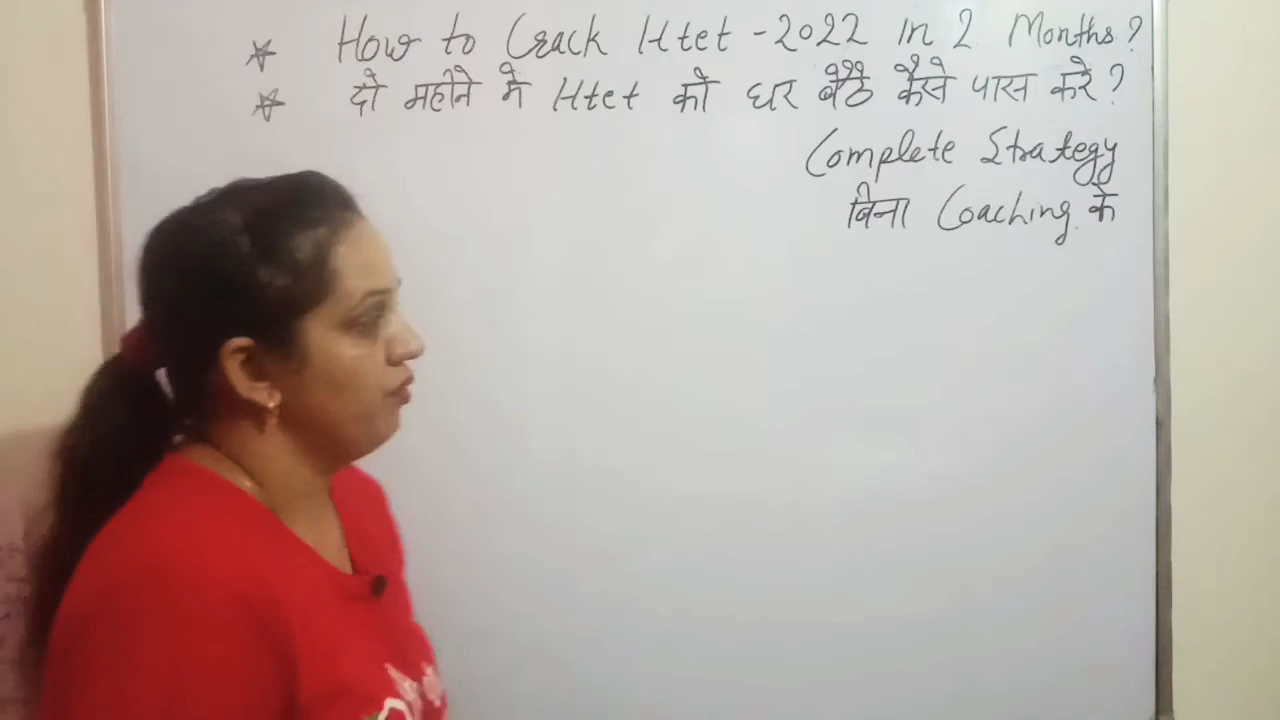 * How to Crack Htet-2022 in 2 Months?
* दो महीने मे Htet को घर बैठे कैसे पास करे?
Complete Strategy
बिना Coaching के